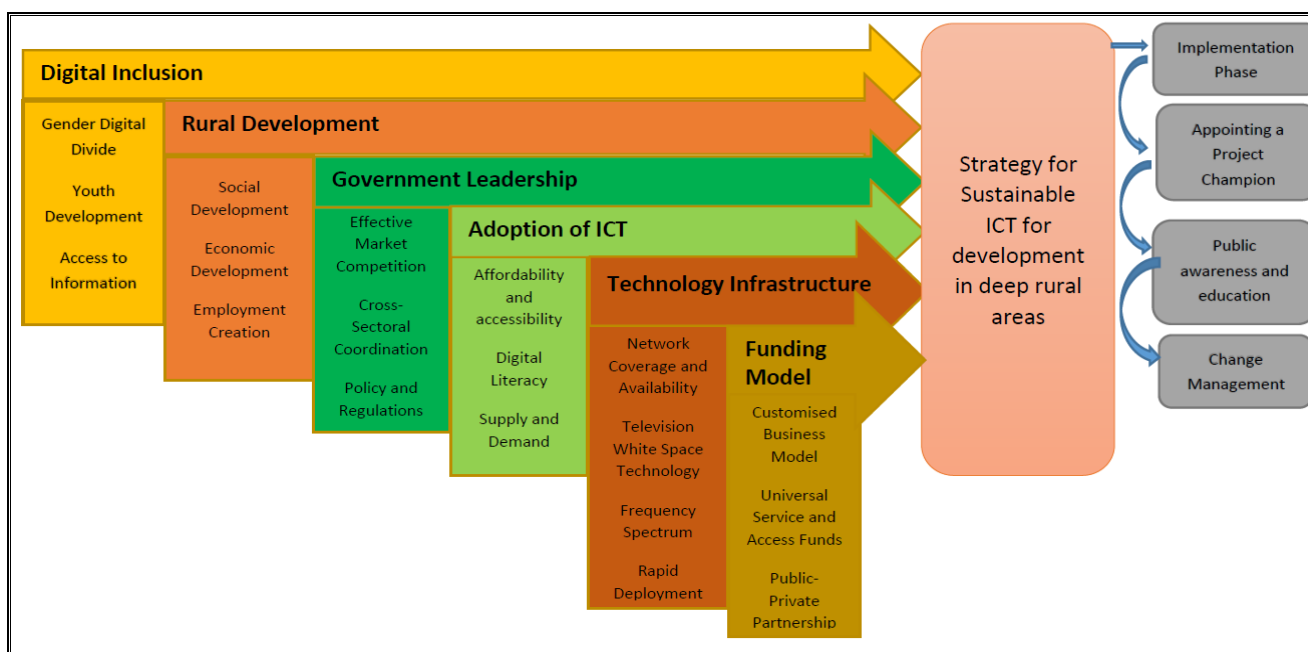 Digital Inclusion
Gender Digital
Divide
Youth
Development
Access to
Information
Rural Development
Social
Development
Economic
Development
Employment
Creation
Government Leadership
Effective
Market
Competition
Cross-
Sectoral
Coordination
Policy and
Regulations
Adoption of ICT
Affordability
and
accessibility
Digital
Literacy
Supply and
Demand
Technology Infrastructure
Network
Coverage and
Availability
Television
White Space
Technology
Frequency
Spectrum
Rapid
Deployment
Funding
Model
Customised
Business
Model
Universal
Service and
Access Funds
Public-
Private
Partnership
Strategy for
Sustainable
ICT for
development
in deep rural
areas
Implementation
Phase
Appointing a
Project
Champion
Public
awareness and
education
Change
Management